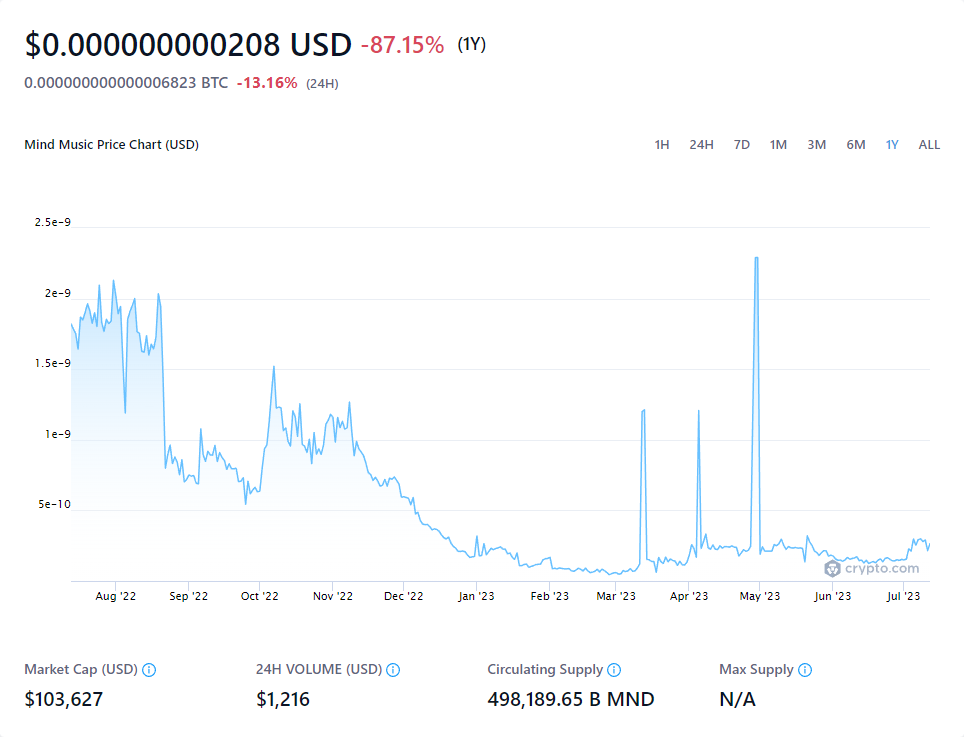 $0.000000000208 USD -87.15% (1Y)
0.000000000000006823 BTC -13.16% (24H)
Mind Music Price Chart (USD) 1H 24H 7D 1M 3M 6M 1Y ALL
2.5e-9
2e-9
1.5e-9
1e-9
5e-10
crypto.com
Aug '22 Sep '22 Oct '22 Nov '22 Dec '22 Jan '23 Feb '23 Mar '23 Apr '23 May '23 Jun '23 Jul '23
Market Cap (USD) 24H VOLUME (USD) Circulating Supply Max Supply
$103,627 $1,216 498,189.65 B MND N/A